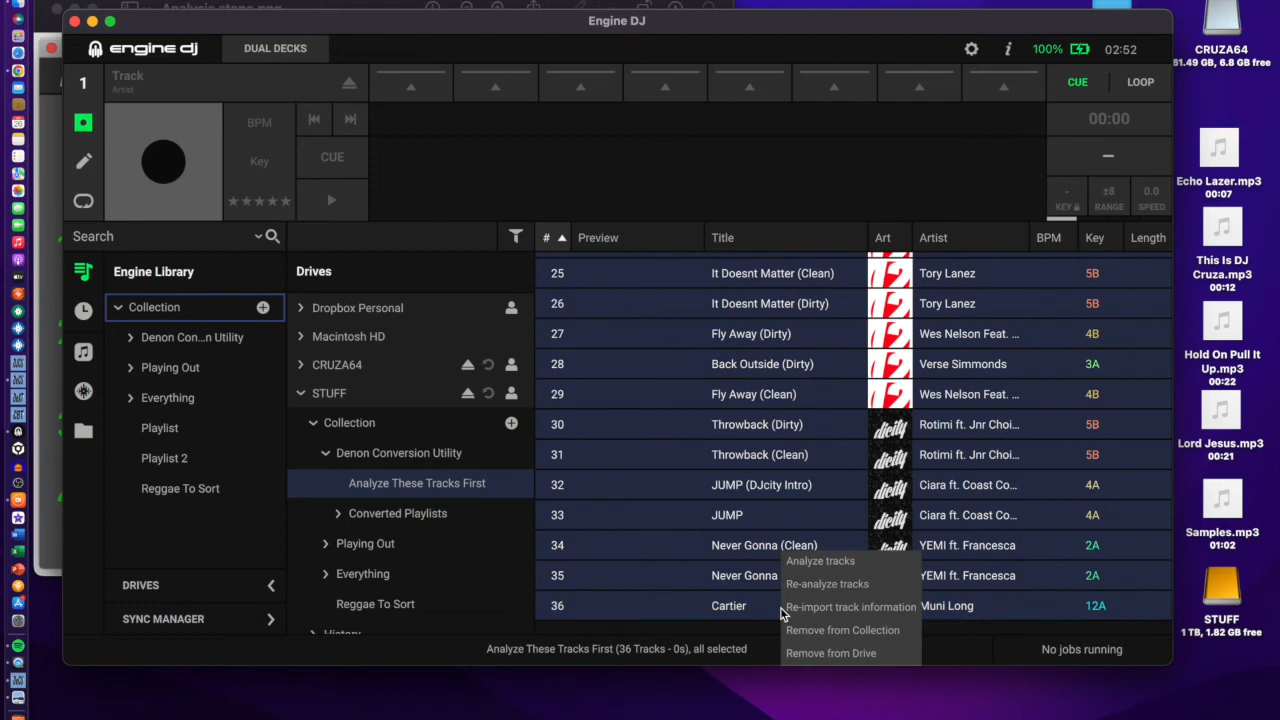 Analysis steps.png
Engine DJ
engine dj
DUAL DECKS
100%
02:52
1
Track
Artist
CUE
LOOP
BPM
Key
CUE
00:00
-
KEY
±8
RANGE
0.0
SPEED
Search
Engine Library
Collection
Denon Con...n Utility
Playing Out
Everything
Playlist
Playlist 2
Reggae To Sort
DRIVES
SYNC MANAGER
Drives
Dropbox Personal
Macintosh HD
CRUZA64
STUFF
Collection
Denon Conversion Utility
Analyze These Tracks First
Converted Playlists
Playing Out
Everything
Reggae To Sort
History
# Preview Title Art Artist BPM Key Length
25 It Doesnt Matter (Clean) Tory Lanez 5B
26 It Doesnt Matter (Dirty) Tory Lanez 5B
27 Fly Away (Dirty) Wes Nelson Feat. ... 4B
28 Back Outside (Dirty) Verse Simmonds 3A
29 Fly Away (Clean) Wes Nelson Feat. ... 4B
30 Throwback (Dirty) djcity Rotimi ft. Jnr Choi... 5B
31 Throwback (Clean) djcity Rotimi ft. Jnr Choi... 5B
32 JUMP (DJcity Intro) djcity Ciara ft. Coast Co... 4A
33 JUMP djcity Ciara ft. Coast Co... 4A
34 Never Gonna (Clean) djcity YEMI ft. Francesca 2A
35 Never Gonna YEMI ft. Francesca 2A
36 Cartier Muni Long 12A
Analyze tracks
Re-analyze tracks
Re-import track information
Remove from Collection
Remove from Drive
Analyze These Tracks First (36 Tracks - 0s), all selected
No jobs running
CRUZA64
61.49 GB, 6.8 GB free
Echo Lazer.mp3
00:07
This Is DJ
Cruza.mp3
00:12
Hold On Pull It
Up.mp3
00:22
Lord Jesus.mp3
00:21
Samples.mp3
01:02
STUFF
1 TB, 1.82 GB free